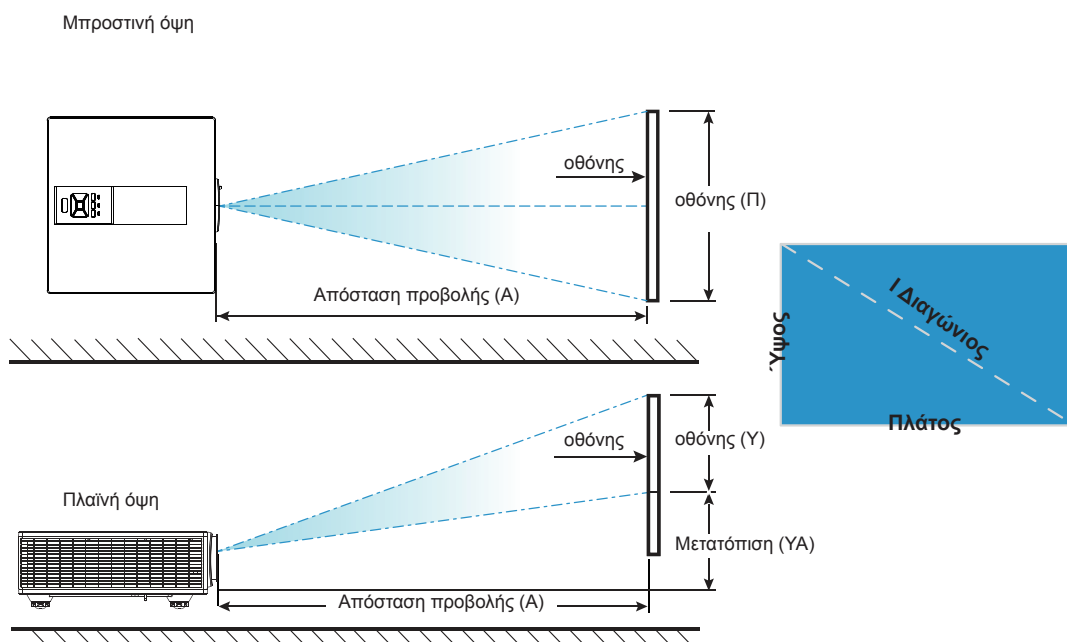 Μπροστινή όψη
οθόνης
οθόνης (Π)
Απόσταση προβολής (Α)
Ύψος
Ι Διαγώνιος
Πλάτος
οθόνης
οθόνης (Υ)
Πλαϊνή όψη
Μετατόπιση (ΥΑ)
Απόσταση προβολής (Α)